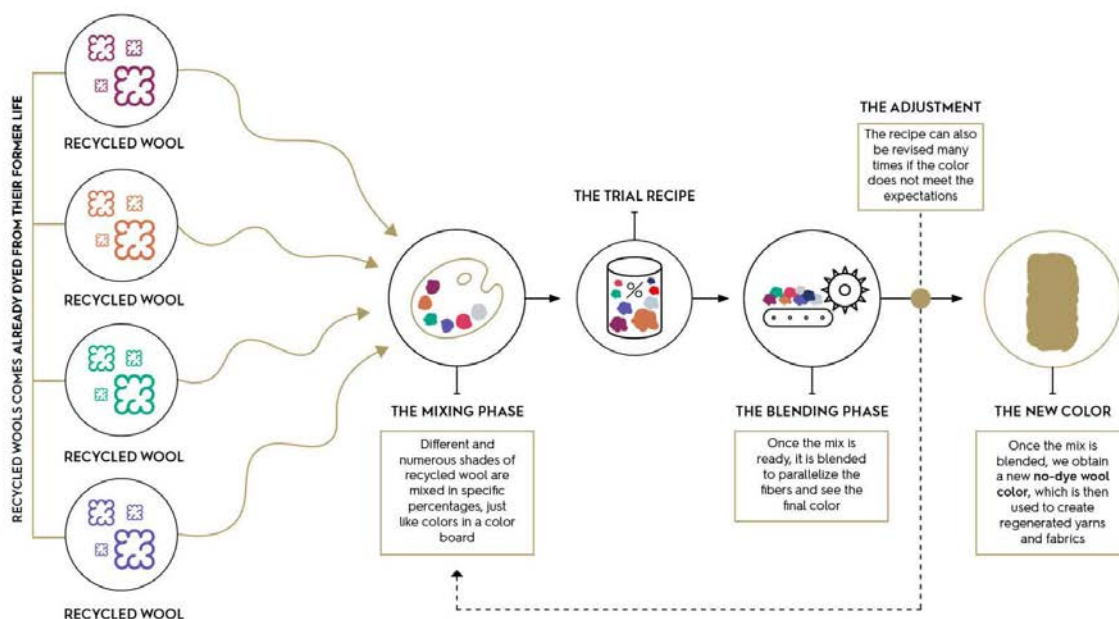 RECYCLED WOOLS COMES ALREADY DYED FROM THEIR FORMER LIFE
RECYCLED WOOL
RECYCLED WOOL
RECYCLED WOOL
RECYCLED WOOL
THE MIXING PHASE
Different and
numerous shades of
recycled wool are
mixed in specific
percentages, just
like colors in a color
board
THE TRIAL RECIPE
%
THE BLENDING PHASE
Once the mix is
ready, it is blended
to parallelize the
fibers and see the
final color
THE ADJUSTMENT
The recipe can also
be revised many
times if the color
does not meet the
expectations
THE NEW COLOR
Once the mix is
blended, we obtain
a new no-dye wool
color, which is then
used to create
regenerated yarns
and fabrics